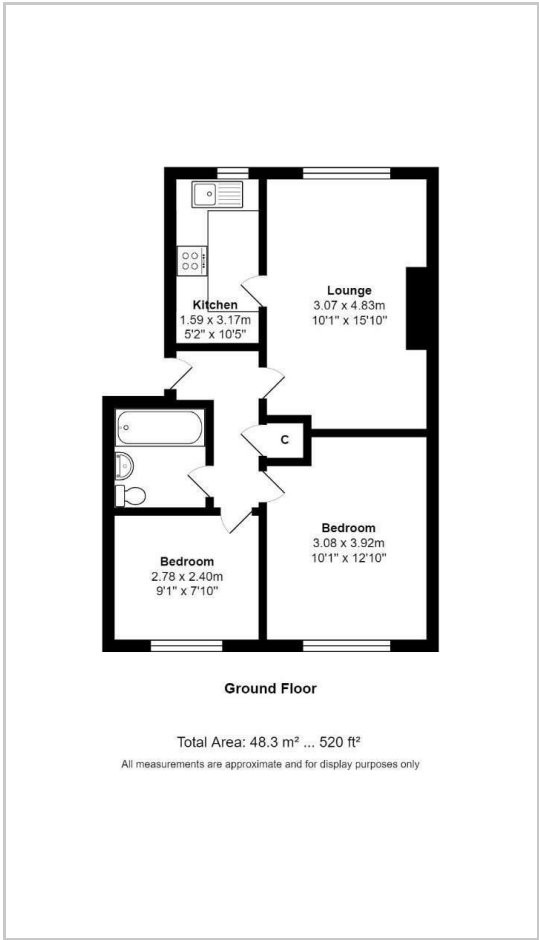 Kitchen
1.59 x 3.17m
5'2" x 10'5"
Lounge
3.07 x 4.83m
10'1" x 15'10"
C
Bedroom
3.08 x 3.92m
10'1" x 12'10"
Bedroom
2.78 x 2.40m
9'1" x 7'10"
Ground Floor
Total Area: 48.3 m² ... 520 ft²
All measurements are approximate and for display purposes only